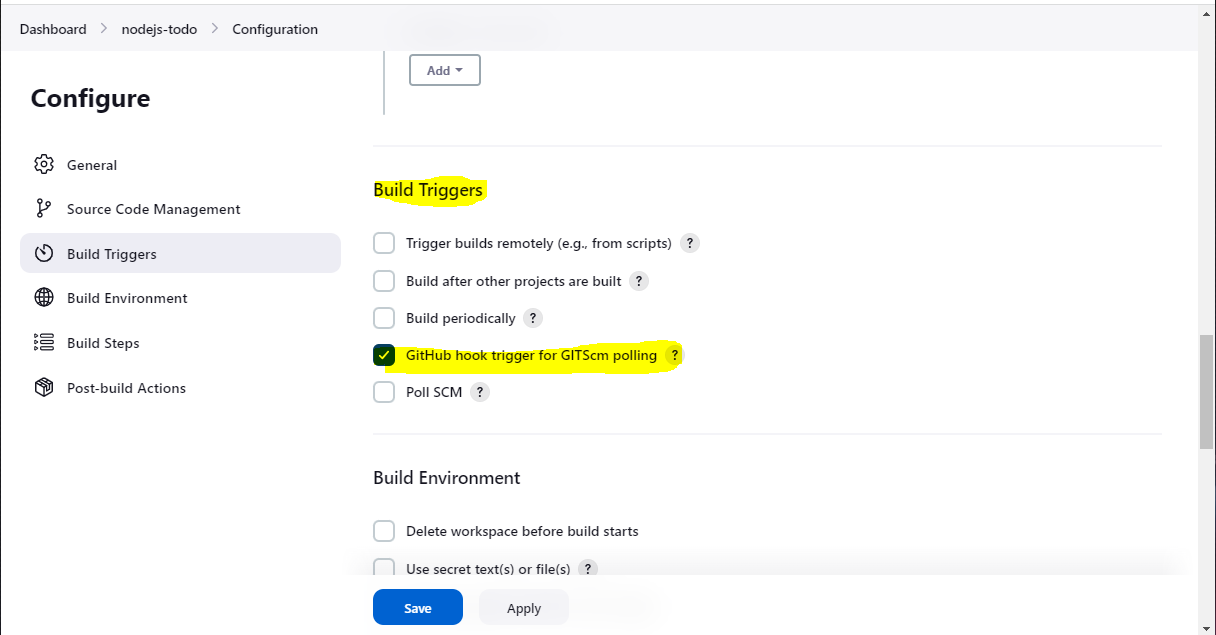 Dashboard > nodejs-todo > Configuration
Configure
General
Source Code Management
Build Triggers
Build Environment
Build Steps
Post-build Actions
Add
Build Triggers
Trigger builds remotely (e.g., from scripts) ?
Build after other projects are built ?
Build periodically ?
GitHub hook trigger for GITScm polling ?
Poll SCM ?
Build Environment
Delete workspace before build starts
Use secret text(s) or file(s) ?
Save Apply